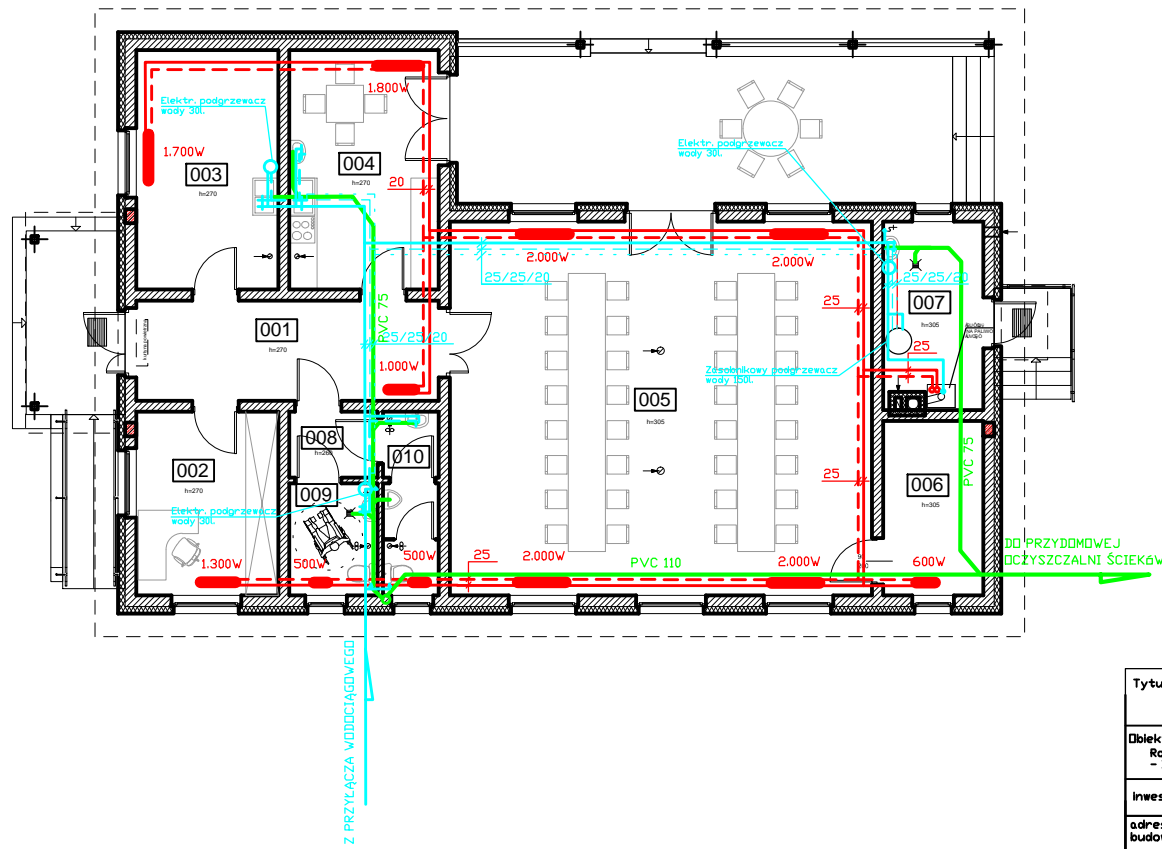 1.800W
Elektr. podgrzewacz
wody 30l.
1.700W
003
h=270
004
h=270
20
Elektr. podgrzewacz
wody 30l.
2.000W
2.000W
25/25/20
25/25/20
007
h=305
25
25
PVC 75
001
h=270
25/25/20
1.000W
Zasobnikowy podgrzewacz
wody 150l.
005
h=305
008
h=260
010
002
h=270
009
25
006
h=305
PVC 75
Elektr. podgrzewacz
wody 30l.
1.300W
500W
500W
25
2.000W
PVC 110
2.000W
600W
DO PRZYDOMOWEJ
OCZYSZCZALNI ŚCIEKÓW
Z PRZYŁĄCZA WODOCIĄGOWEGO
Tytu
Obiek
Ro
-
Inwes
adres
budow